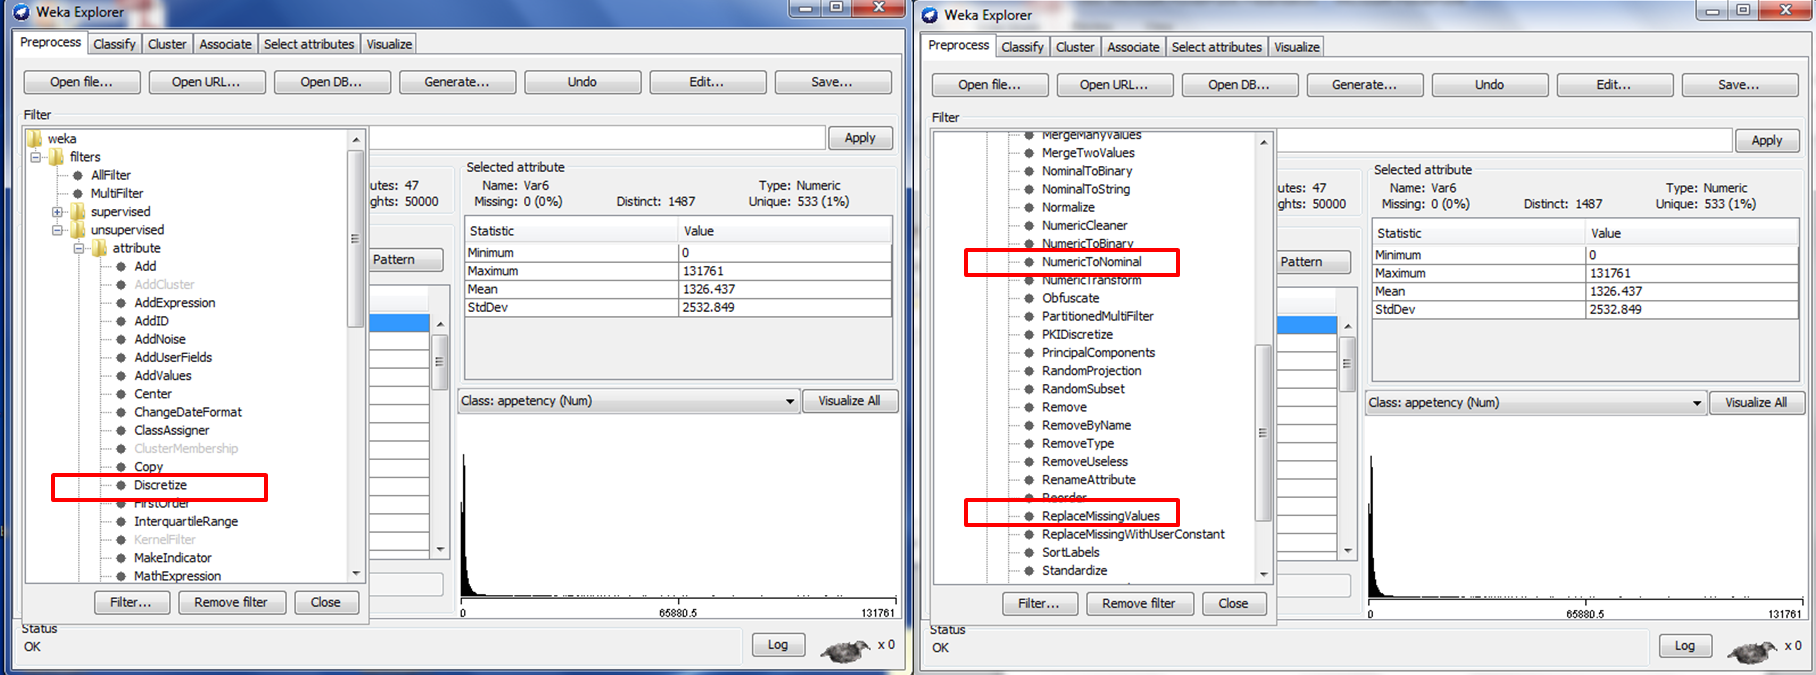 Weka Explorer
Preprocess Classify Cluster Associate Select attributes Visualize
Open file... Open URL... Open DB... Generate... Undo Edit... Save...
Filter
weka
filters
AllFilter
MultiFilter
supervised
unsupervised
attribute
Add
AddCluster
AddExpression
AddID
AddNoise
AddUserFields
AddValues
Center
ChangeDateFormat
ClassAssigner
ClusterMembership
Copy
Discretize
FirstOrder
InterquartileRange
KernelFilter
MakeIndicator
MathExpression
Filter... Remove filter Close
Apply
utes: 47
ghts: 50000
Pattern
Selected attribute
Name: Var6 Type: Numeric
Missing: 0 (0%) Distinct: 1487 Unique: 533 (1%)
Statistic Value
Minimum 0
Maximum 131761
Mean 1326.437
StdDev 2532.849
Class: appetency (Num) Visualize All
0 65880.5 131761
Status
OK
Log x 0
Weka Explorer
Preprocess Classify Cluster Associate Select attributes Visualize
Open file... Open URL... Open DB... Generate... Undo Edit... Save...
Filter
MergeManyValues
MergeTwoValues
NominalToBinary
NominalToString
Normalize
NumericCleaner
NumericToBinary
NumericToNominal
NumericTransform
Obfuscate
PartitionedMultiFilter
PKIDiscretize
PrincipalComponents
RandomProjection
RandomSubset
Remove
RemoveByName
RemoveType
RemoveUseless
RenameAttribute
Reorder
ReplaceMissingValues
ReplaceMissingWithUserConstant
SortLabels
Standardize
Filter... Remove filter Close
Apply
utes: 47
ghts: 50000
Pattern
Selected attribute
Name: Var6 Type: Numeric
Missing: 0 (0%) Distinct: 1487 Unique: 533 (1%)
Statistic Value
Minimum 0
Maximum 131761
Mean 1326.437
StdDev 2532.849
Class: appetency (Num) Visualize All
0 65880.5 131761
Status
OK
Log x 0